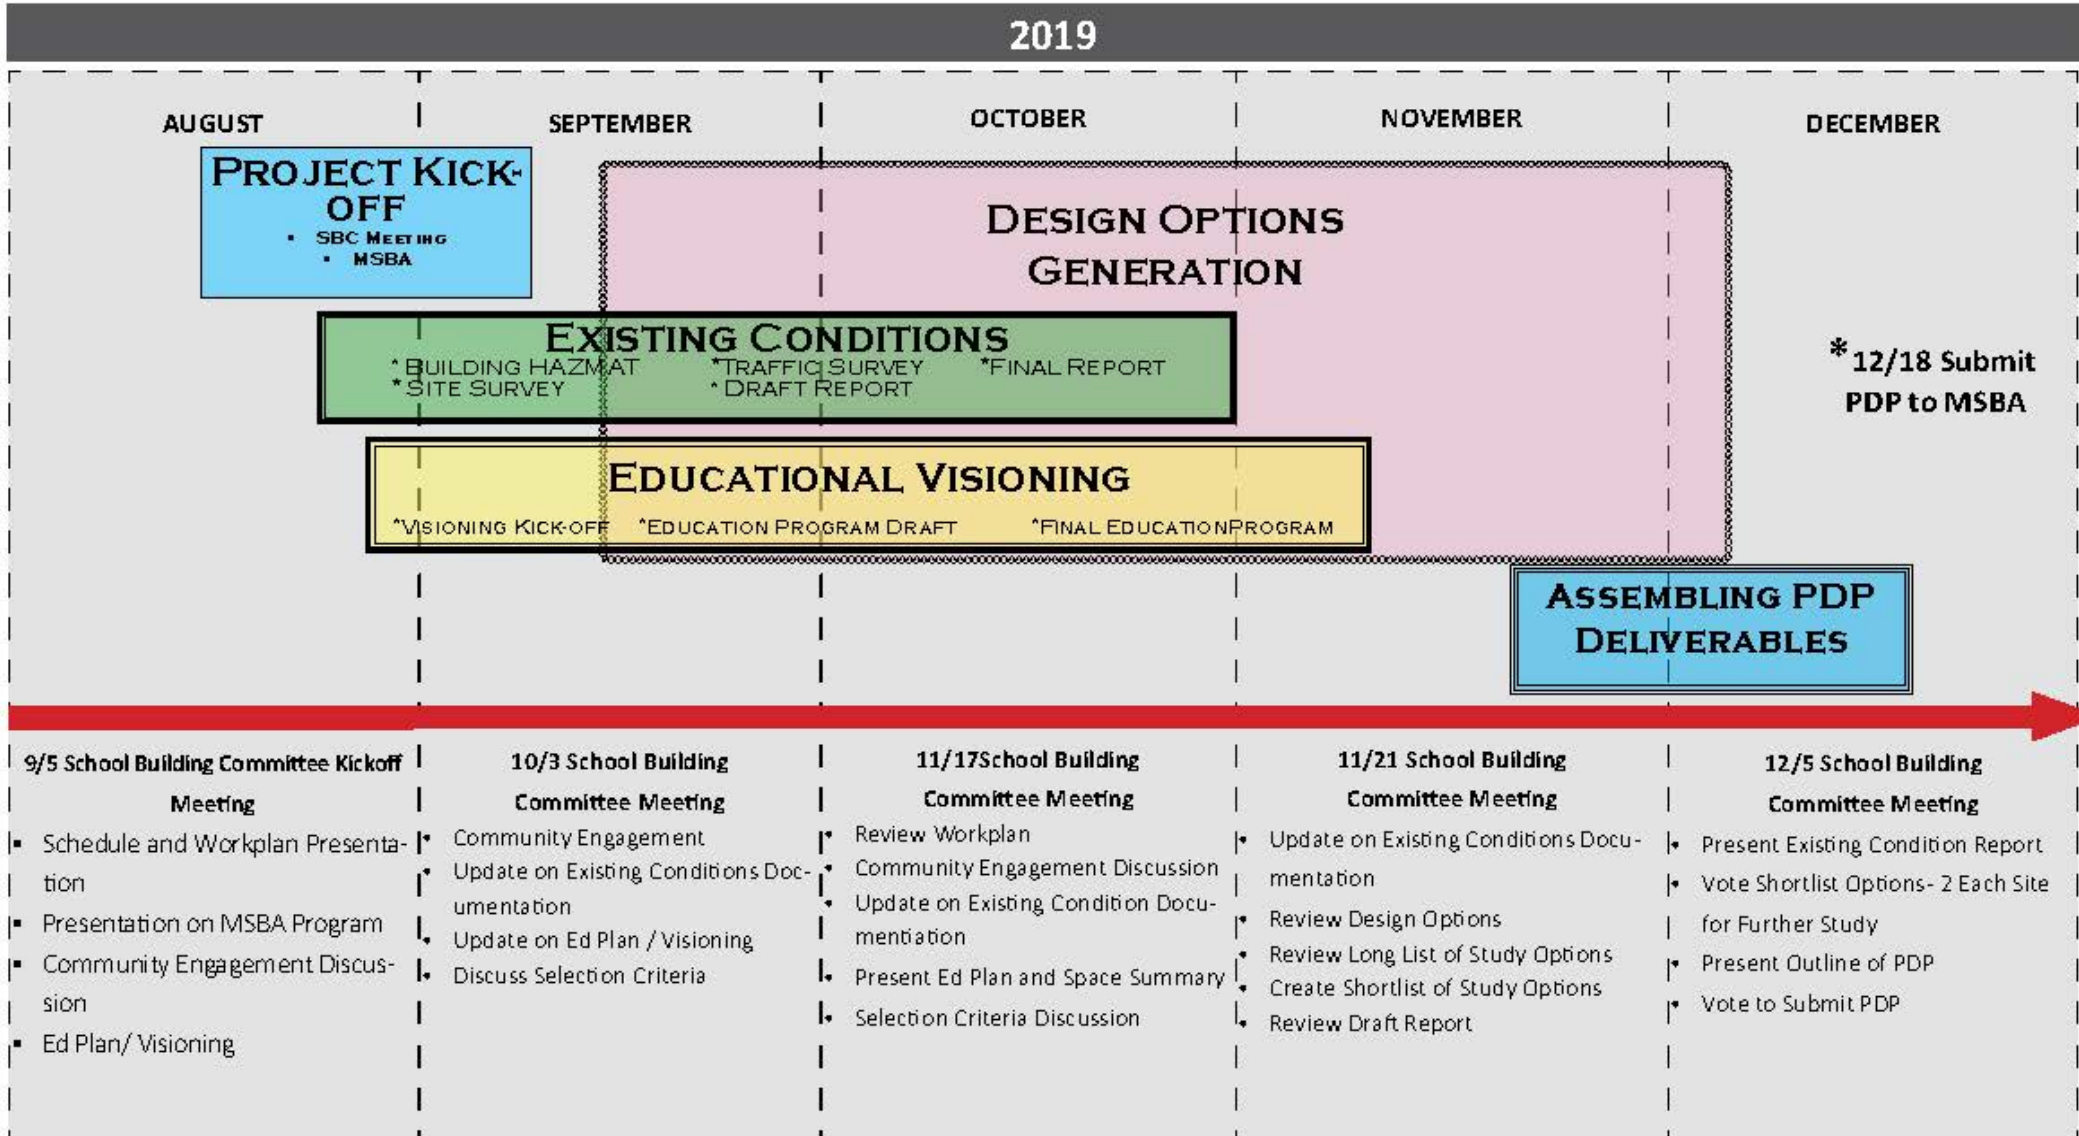 2019
AUGUST
SEPTEMBER
OCTOBER
NOVEMBER
DECEMBER
PROJECT KICK-
OFF
▪ SBC MEETING
▪ MSBA
DESIGN OPTIONS
GENERATION
EXISTING CONDITIONS
*BUILDING HAZMAT *TRAFFIC SURVEY *FINAL REPORT
*SITE SURVEY *DRAFT REPORT
*12/18 Submit
PDP to MSBA
EDUCATIONAL VISIONING
*VISIONING KICK-OFF *EDUCATION PROGRAM DRAFT *FINAL EDUCATIONPROGRAM
ASSEMBLING PDP
DELIVERABLES
9/5 School Building Committee Kickoff
Meeting
▪ Schedule and Workplan Presenta-
tion
▪ Presentation on MSBA Program
▪ Community Engagement Discus-
sion
▪ Ed Plan/ Visioning
10/3 School Building
Committee Meeting
• Community Engagement
• Update on Existing Conditions Doc-
umentation
• Update on Ed Plan / Visioning
• Discuss Selection Criteria
11/17School Building
Committee Meeting
• Review Workplan
• Community Engagement Discussion
• Update on Existing Condition Docu-
mentiation
• Present Ed Plan and Space Summary
• Selection Criteria Discussion
11/21 School Building
Committee Meeting
• Update on Existing Conditions Docu-
mentation
• Review Design Options
• Review Long List of Study Options
• Create Shortlist of Study Options
• Review Draft Report
12/5 School Building
Committee Meeting
• Present Existing Condition Report
• Vote Shortlist Options- 2 Each Site
for Further Study
• Present Outline of PDP
• Vote to Submit PDP